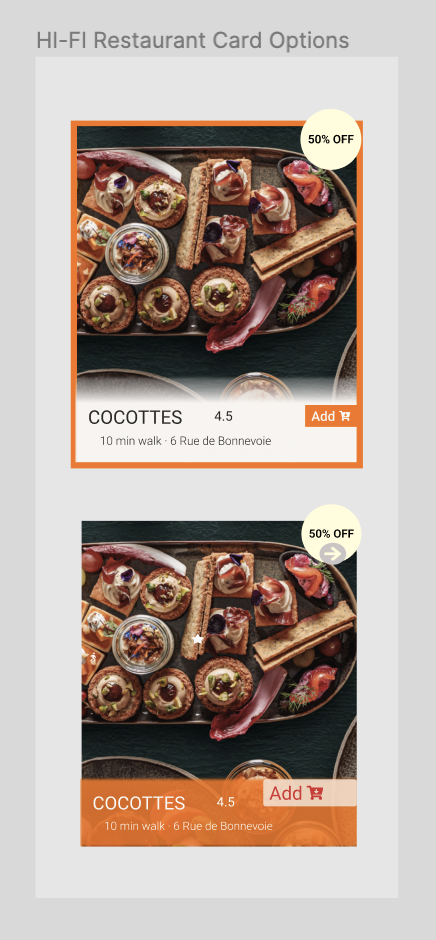 HI-FI Restaurant Card Options
50% OFF
COCOTTES 4.5 Add
10 min walk · 6 Rue de Bonnevoie
50% OFF
COCOTTES 4.5 Add
10 min walk · 6 Rue de Bonnevoie